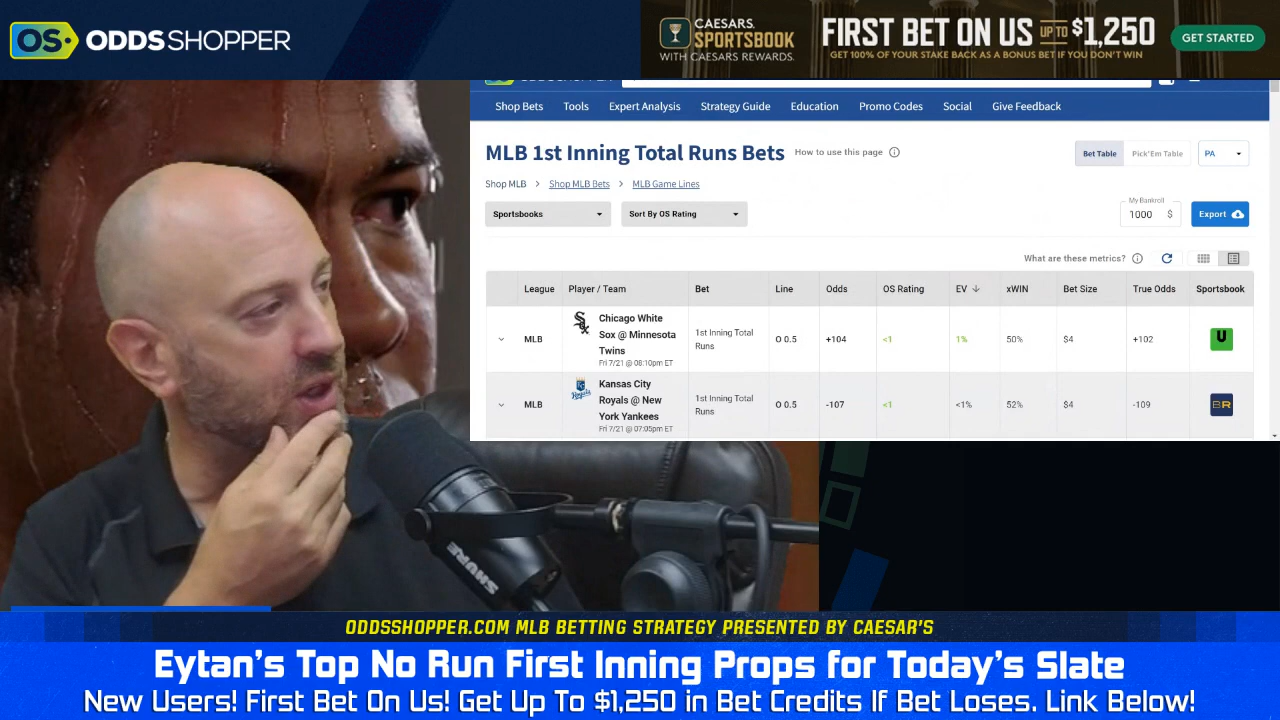 OS ODDSSHOPPER
CAESARS
SPORTSBOOK
WITH CAESARS REWARDS.
FIRST BET ON US UP TO $1,250
GET 100% OF YOUR STAKE BACK AS A BONUS BET IF YOU DON'T WIN
GET STARTED
Shop Bets Tools Expert Analysis Strategy Guide Education Promo Codes Social Give Feedback
MLB 1st Inning Total Runs Bets How to use this page Bet Table Pick'Em Table PA
Shop MLB > Shop MLB Bets > MLB Game Lines
My Bankroll
Sportsbooks Sort By OS Rating 1000 $ Export
What are these metrics?
League Player / Team Bet Line Odds OS Rating EV xWIN Bet Size True Odds Sportsbook
Chicago White
Sox @ Minnesota
Twins
Fri 7/21 @ 08:10pm ET
MLB 1st Inning Total
Runs
O 0.5 +104 <1 1% 50% $4 +102 U
Kansas City
Royals @ New
York Yankees
Fri 7/21 @ 07:05pm ET
MLB 1st Inning Total
Runs
O 0.5 -107 <1 <1% 52% $4 -109 BR
SHURE
ODDSSHOPPER.COM MLB BETTING STRATEGY PRESENTED BY CAESAR'S
Eytan's Top No Run First Inning Props for Today's Slate
New Users! First Bet On Us! Get Up To $1,250 in Bet Credits If Bet Loses. Link Below!